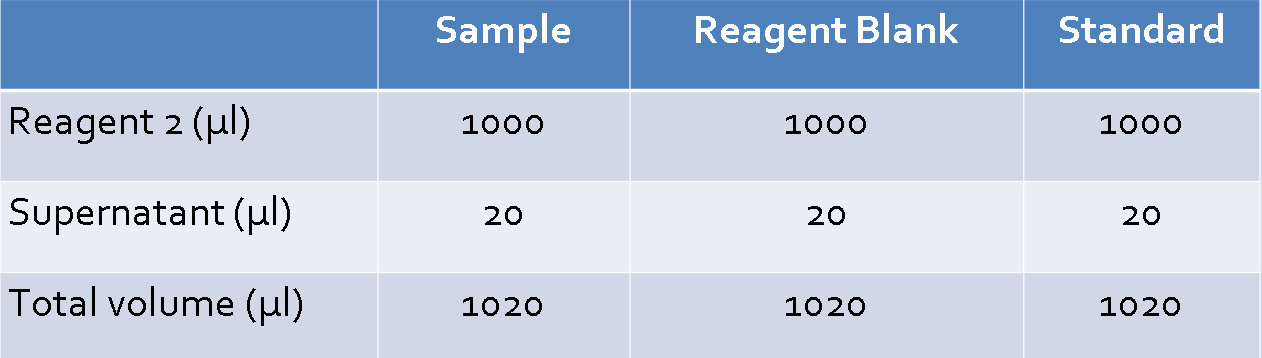 Sample Reagent Blank Standard
Reagent 2 (µl) 1000 1000 1000
Supernatant (µl) 20 20 20
Total volume (µl) 1020 1020 1020